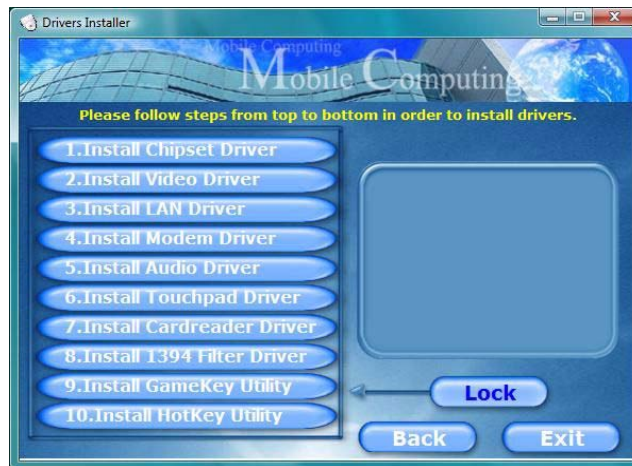 Drivers Installer
Mobile Computing
Mobile Computing
Please follow steps from top to bottom in order to install drivers.
1.Install Chipset Driver
2.Install Video Driver
3.Install LAN Driver
4.Install Modem Driver
5.Install Audio Driver
6.Install Touchpad Driver
7.Install Cardreader Driver
8.Install 1394 Filter Driver
9.Install GameKey Utility
10.Install HotKey Utility
Lock
Back
Exit